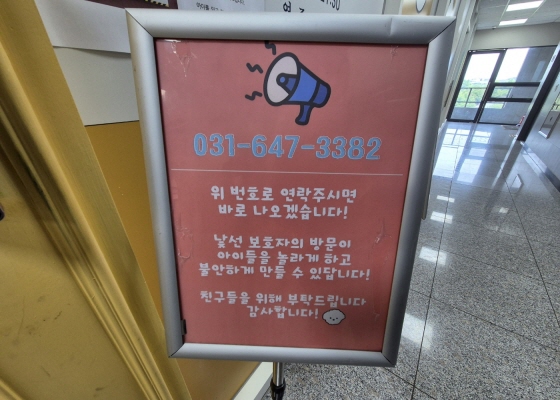 031-647-3382
위 번호로 연락주시면
바로 나오겠습니다!
낯선 보호자의 방문이
아이들을 놀라게 하고
불안하게 만들 수 있답니다!
친구들을 위해 부탁드립니다
감사합니다!